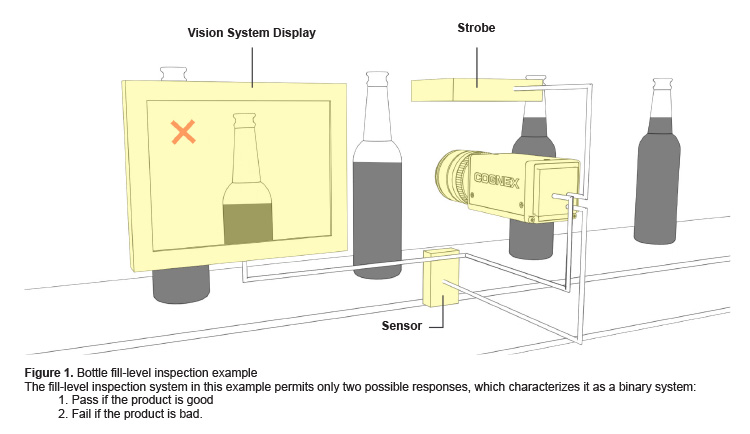 Vision System Display
Strobe
COGNEX
Sensor
Figure 1. Bottle fill-level inspection example
The fill-level inspection system in this example permits only two possible responses, which characterizes it as a binary system:
1. Pass if the product is good
2. Fail if the product is bad.